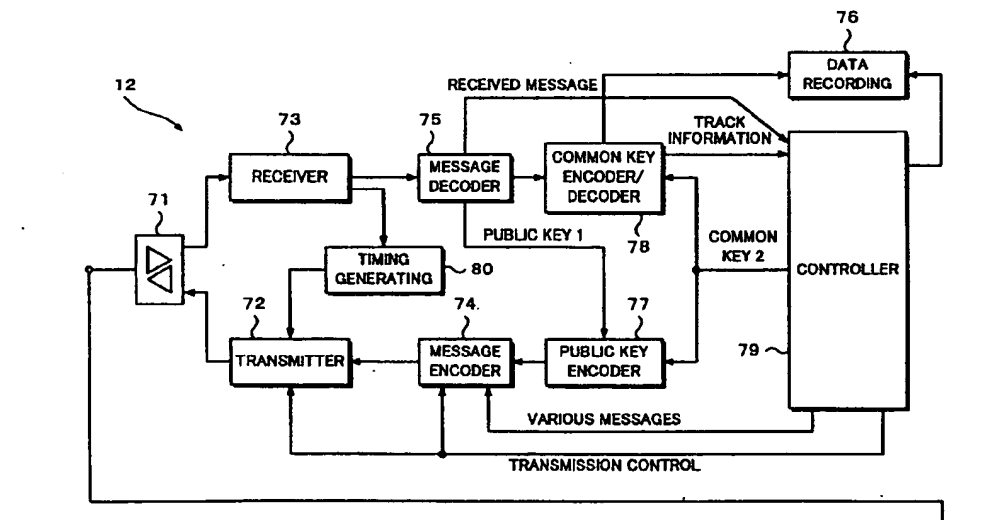 76
DATA
RECORDING
RECEIVED MESSAGE
12
73
75
TRACK
INFORMATION
RECEIVER
MESSAGE
DECODER
COMMON KEY
ENCODER/
DECODER
71
78
PUBLIC KEY 1
COMMON
KEY 2
TIMING
GENERATING
80
CONTROLLER
72
74
77
TRANSMITTER
MESSAGE
ENCODER
PUBLIC KEY
ENCODER
79
VARIOUS MESSAGES
TRANSMISSION CONTROL